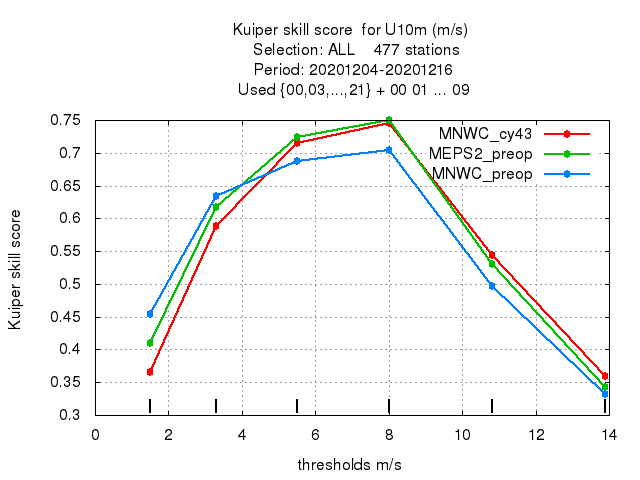 Kuiper skill score  for U10m (m/s)
Selection: ALL    477 stations
Period: 20201204-20201216
Used {00,03,...,21} + 00 01 ... 09
MNWC_cy43
MEPS2_preop
MNWC_preop
Kuiper skill score
0.75
0.7
0.65
0.6
0.55
0.5
0.45
0.4
0.35
0.3
0 2 4 6 8 10 12 14
thresholds m/s